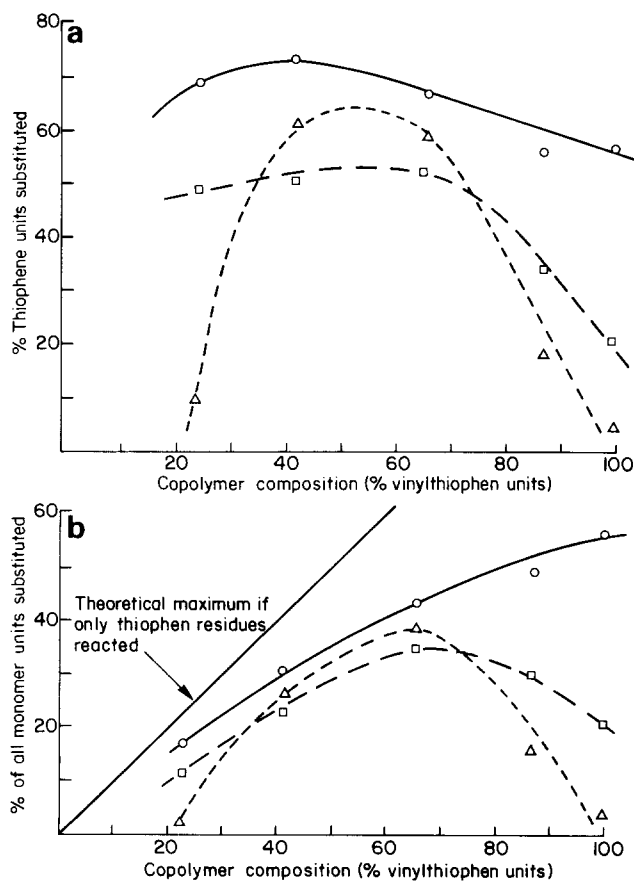 a
80
60
40
20
% Thiophene units substituted
20 40 60 80 100
Copolymer composition (% vinylthiophen units)
b
60
40
20
% of all monomer units substituted
Theoretical maximum if
only thiophen residues
reacted
0 20 40 60 80 100
Copolymer composition (% vinylthiophen units)